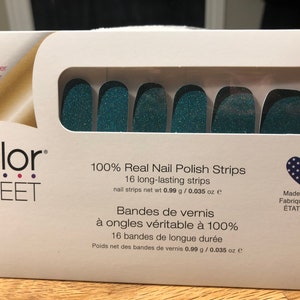 lor®
EET
100% Real Nail Polish Strips
16 long-lasting strips
nail strips net wt 0.99 g / 0.035 oz ℮
Made
Fabriqu
ÉTAT
Bandes de vernis
à ongles véritable à 100%
16 bandes de longue durée
Poids net des bandes de vernis 0.99 g / 0.035 oz ℮